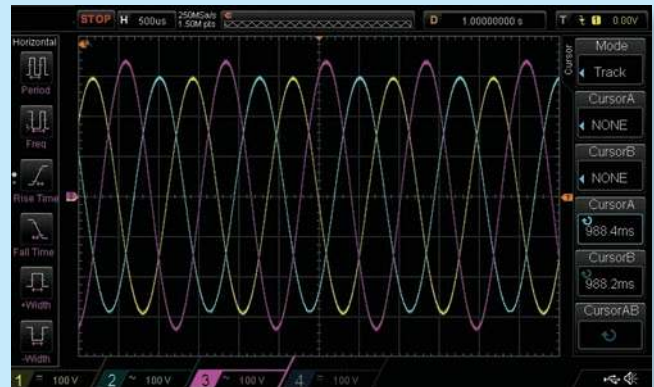 STOP H 500us 250MSa/s 1.50M pts D 1.00000000 s T 1 0.00V
Horizontal
Period
Freq
Rise Time
Fall Time
+Width
-Width
Cursor
Mode
Track
CursorA
NONE
CursorB
NONE
CursorA
988.4ms
CursorB
988.2ms
CursorAB
1 = 100 V 2 ~ 100 V 3 ~ 100 V 4 = 100 V